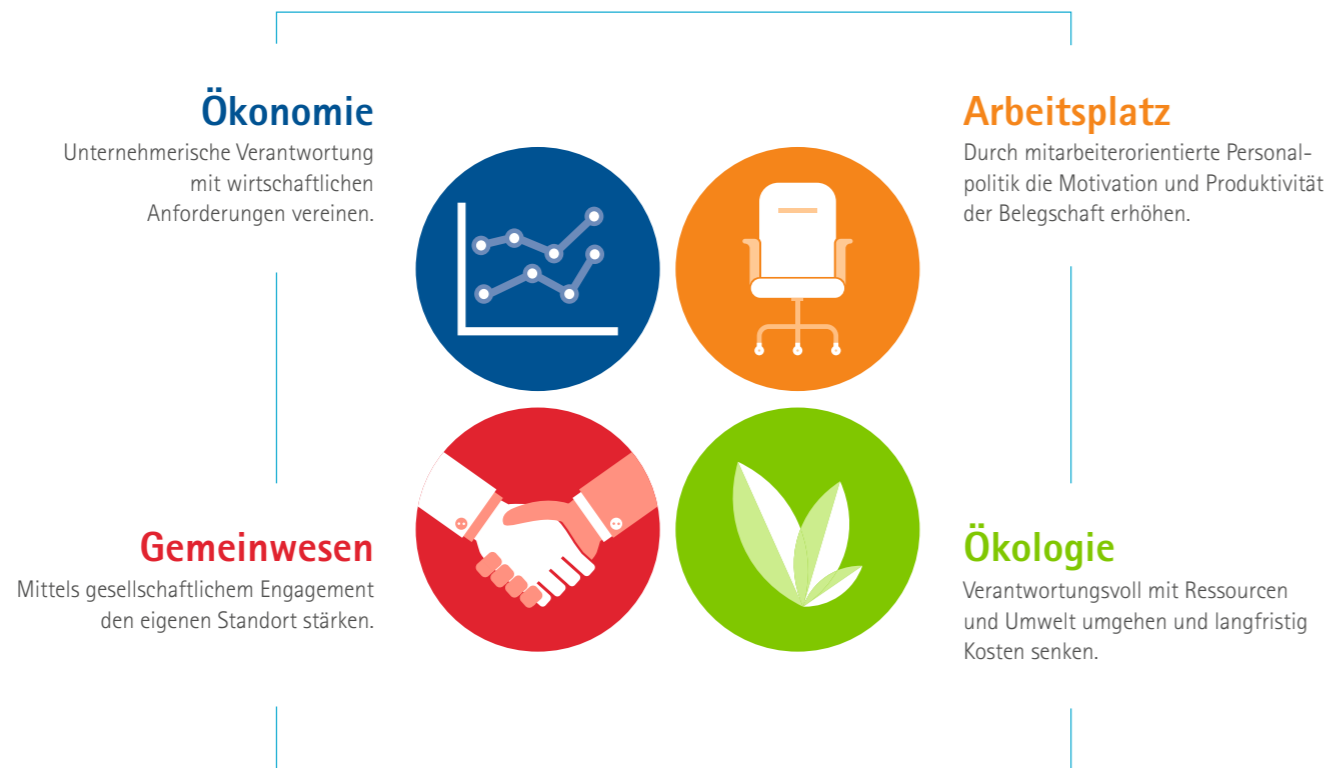 Ökonomie
Unternehmerische Verantwortung
mit wirtschaftlichen
Anforderungen vereinen.
Arbeitsplatz
Durch mitarbeiterorientierte Personal-
politik die Motivation und Produktivität
der Belegschaft erhöhen.
Gemeinwesen
Mittels gesellschaftlichem Engagement
den eigenen Standort stärken.
Ökologie
Verantwortungsvoll mit Ressourcen
und Umwelt umgehen und langfristig
Kosten senken.